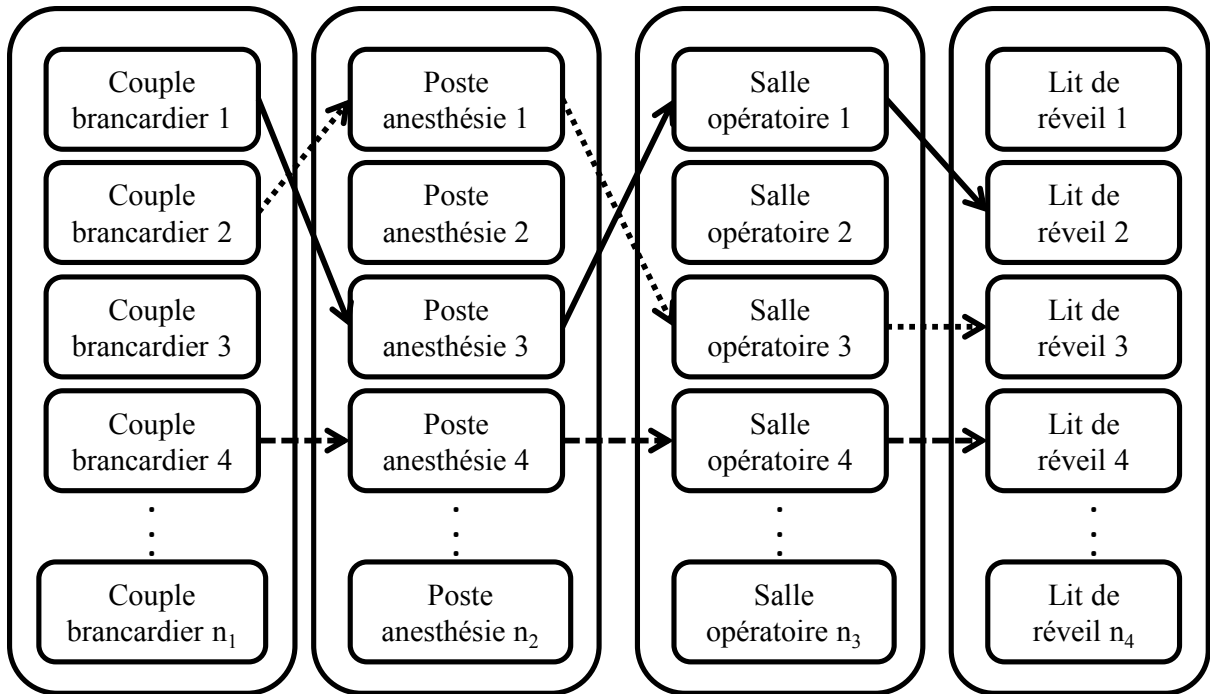 Couple
brancardier 1
Couple
brancardier 2
Couple
brancardier 3
Couple
brancardier 4
Couple
brancardier n₁
Poste
anesthésie 1
Poste
anesthésie 2
Poste
anesthésie 3
Poste
anesthésie 4
Poste
anesthésie n₂
Salle
opératoire 1
Salle
opératoire 2
Salle
opératoire 3
Salle
opératoire 4
Salle
opératoire n₃
Lit de
réveil 1
Lit de
réveil 2
Lit de
réveil 3
Lit de
réveil 4
Lit de
réveil n₄